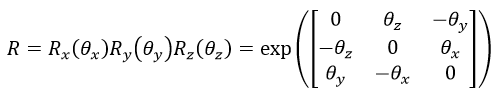 R = R_x(θ_x)R_y(θ_y)R_z(θ_z) = exp([0 θ_z -θ_y; -θ_z 0 θ_x; θ_y -θ_x 0])